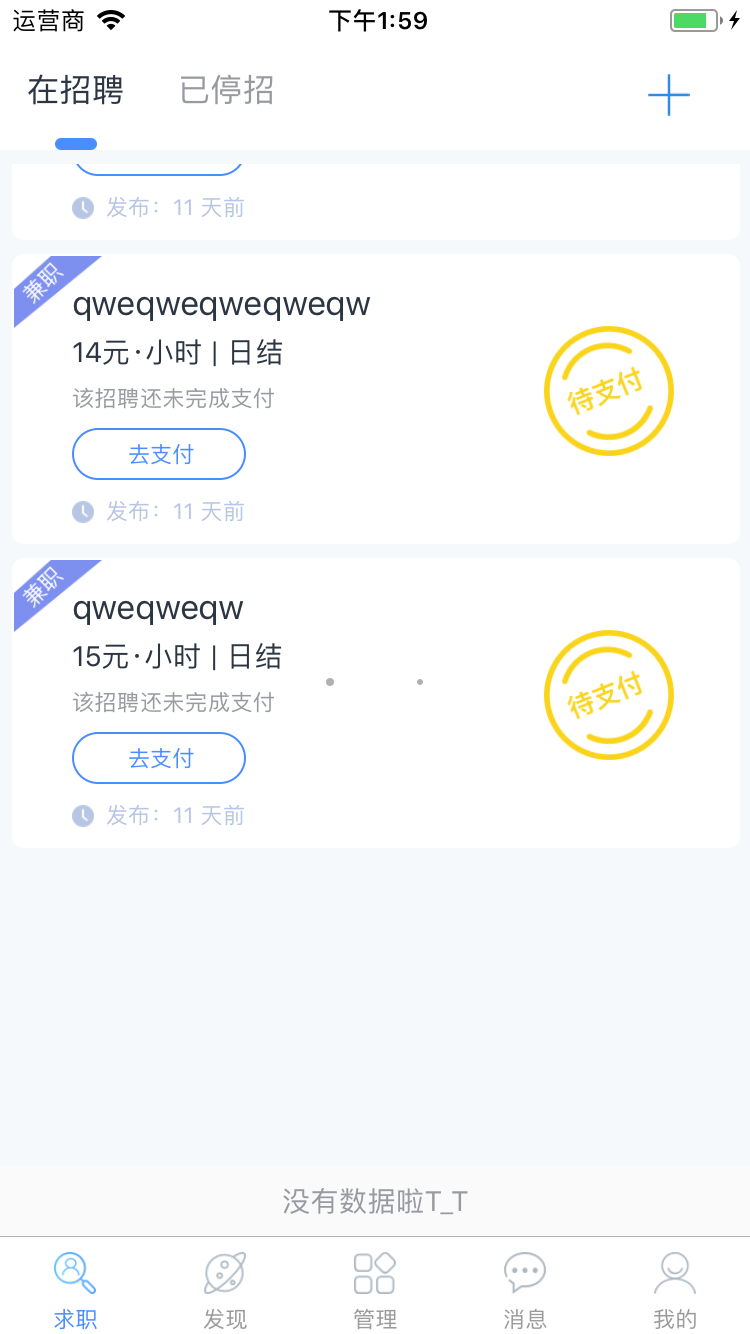 运营商 下午1:59
在招聘 已停招
发布: 11 天前
兼职
qweqweqweqweqw
14元·小时 | 日结
该招聘还未完成支付
待支付
去支付
发布: 11 天前
兼职
qweqweqw
15元·小时 | 日结
该招聘还未完成支付
待支付
去支付
发布: 11 天前
没有数据啦T_T
求职 发现 管理 消息 我的